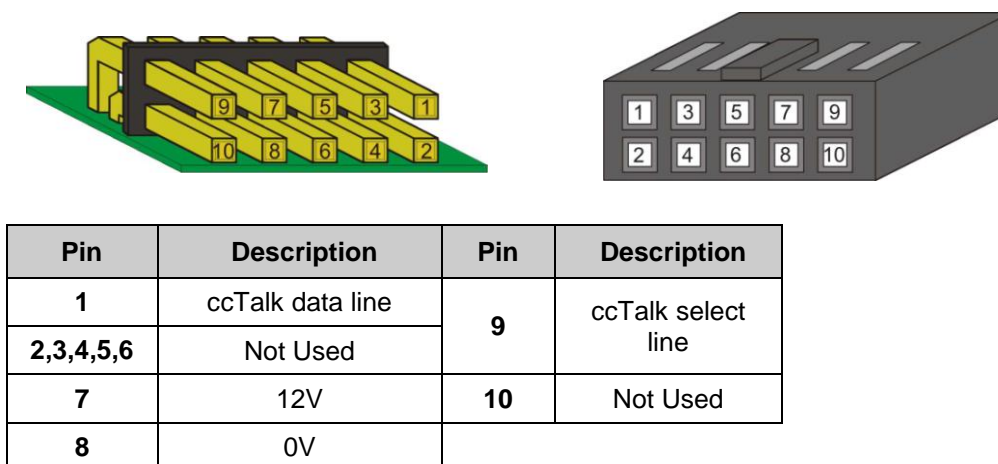 9 7 5 3 1
10 8 6 4 2
1 3 5 7 9
2 4 6 8 10
Pin Description Pin Description
1 ccTalk data line 9 ccTalk select
line
2,3,4,5,6 Not Used
7 12V 10 Not Used
8 0V